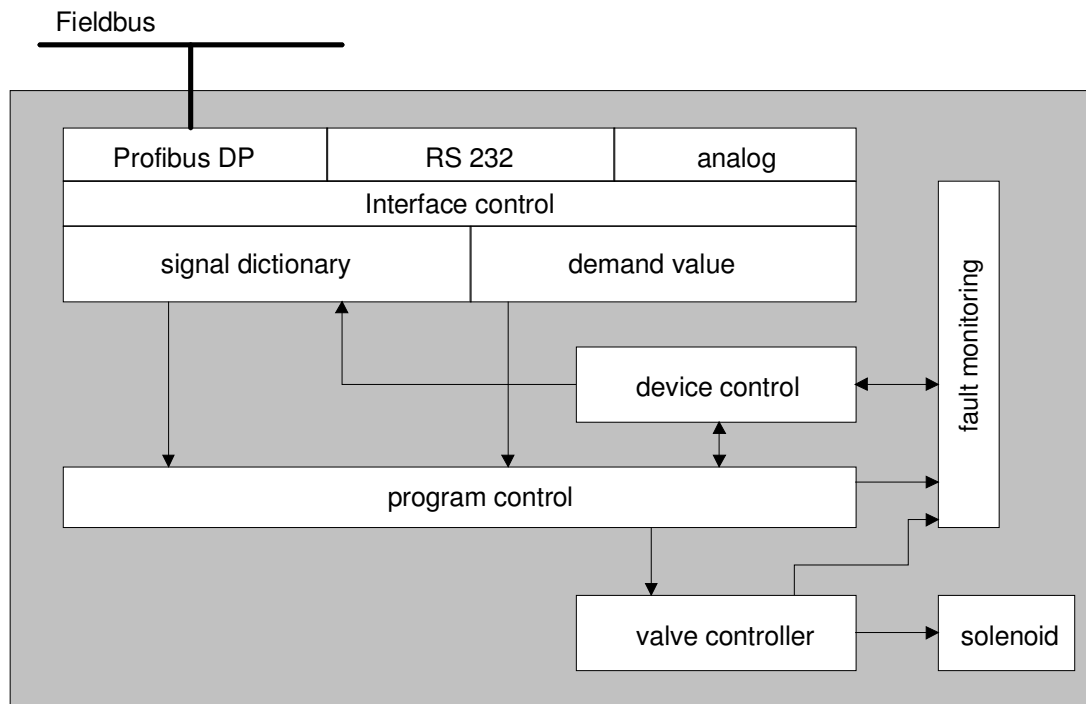 Fieldbus
Profibus DP
RS 232
analog
Interface control
signal dictionary
demand value
device control
fault monitoring
program control
valve controller
solenoid